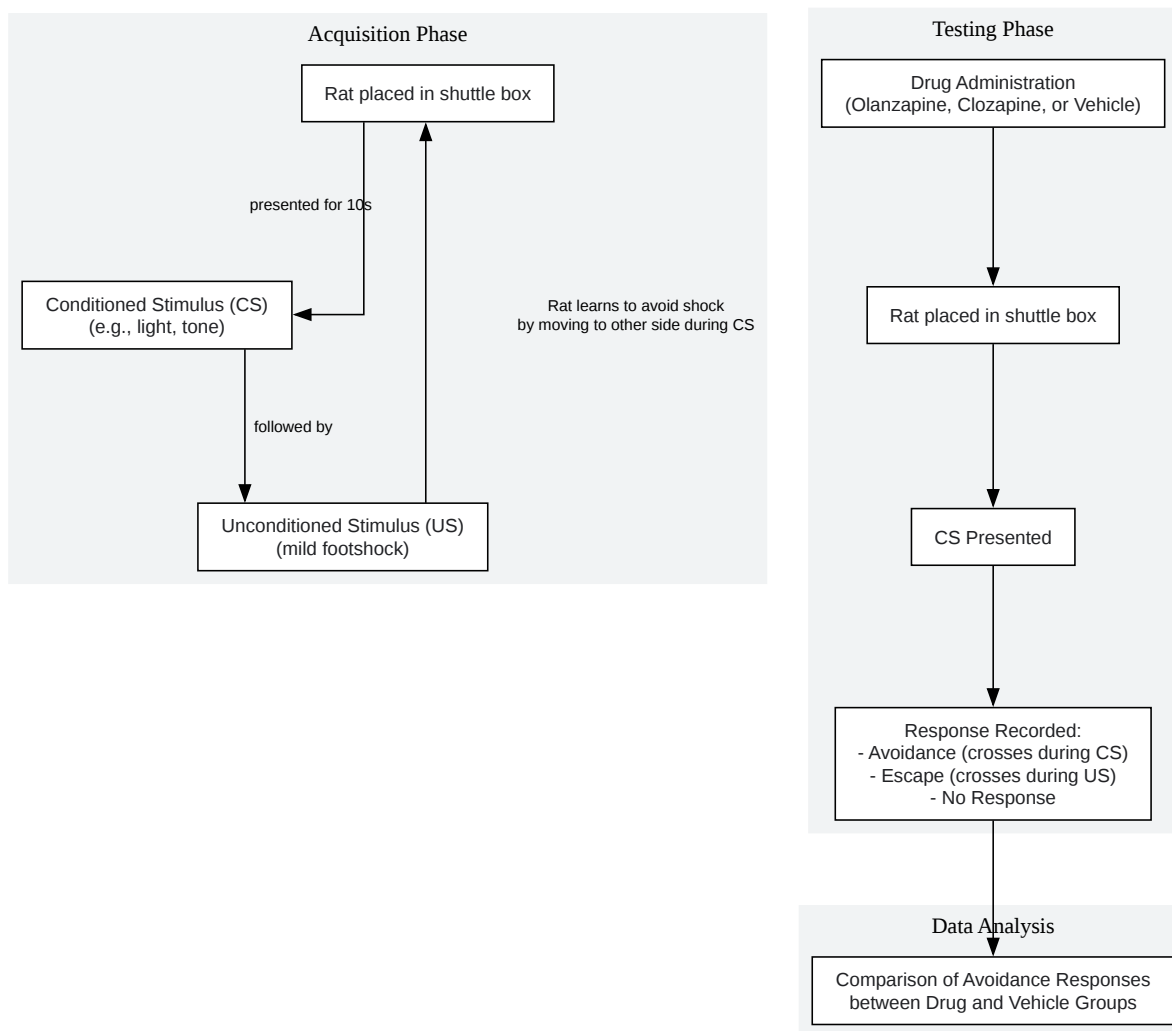 Acquisition Phase
Rat placed in shuttle box
presented for 10s
Conditioned Stimulus (CS)
(e.g., light, tone)
Rat learns to avoid shock
by moving to other side during CS
followed by
Unconditioned Stimulus (US)
(mild footshock)
Testing Phase
Drug Administration
(Olanzapine, Clozapine, or Vehicle)
Rat placed in shuttle box
CS Presented
Response Recorded:
- Avoidance (crosses during CS)
- Escape (crosses during US)
- No Response
Data Analysis
Comparison of Avoidance Responses
between Drug and Vehicle Groups